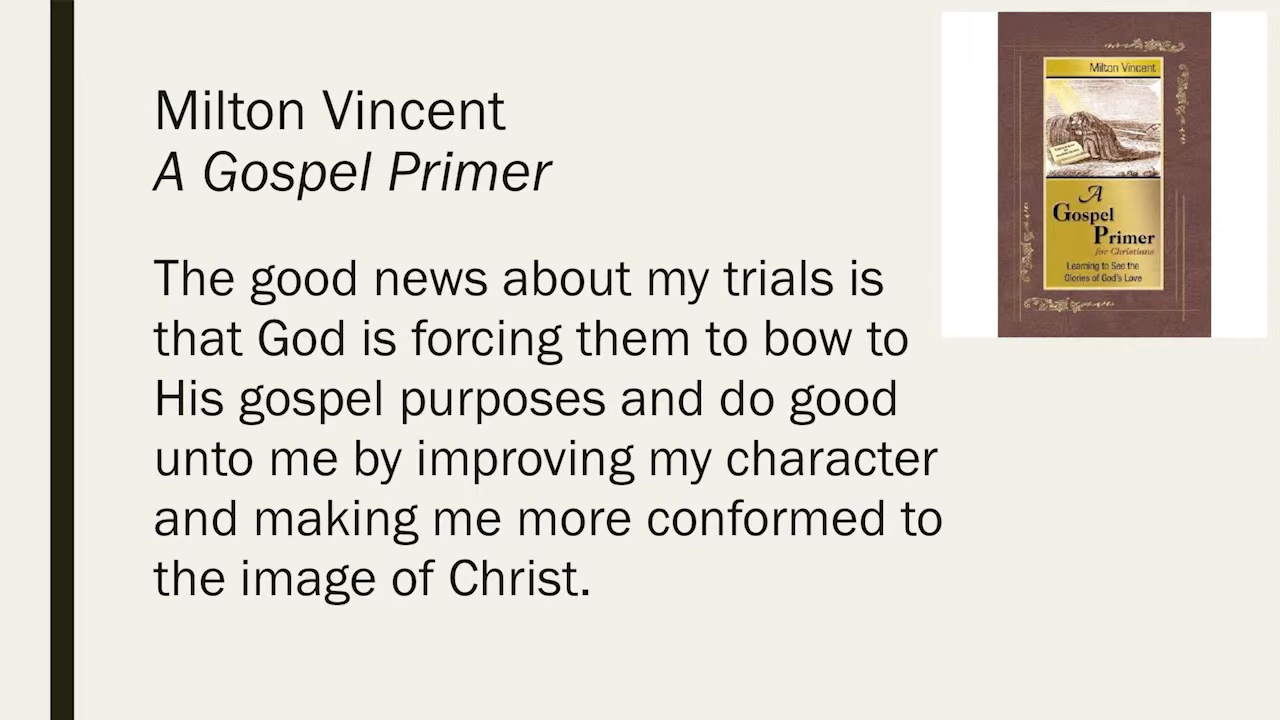 Milton Vincent
A Gospel Primer
The good news about my trials is
that God is forcing them to bow to
His gospel purposes and do good
unto me by improving my character
and making me more conformed to
the image of Christ.
Milton Vincent
A
Gospel
Primer
for Christians
Learning to See the
Glories of God's Love